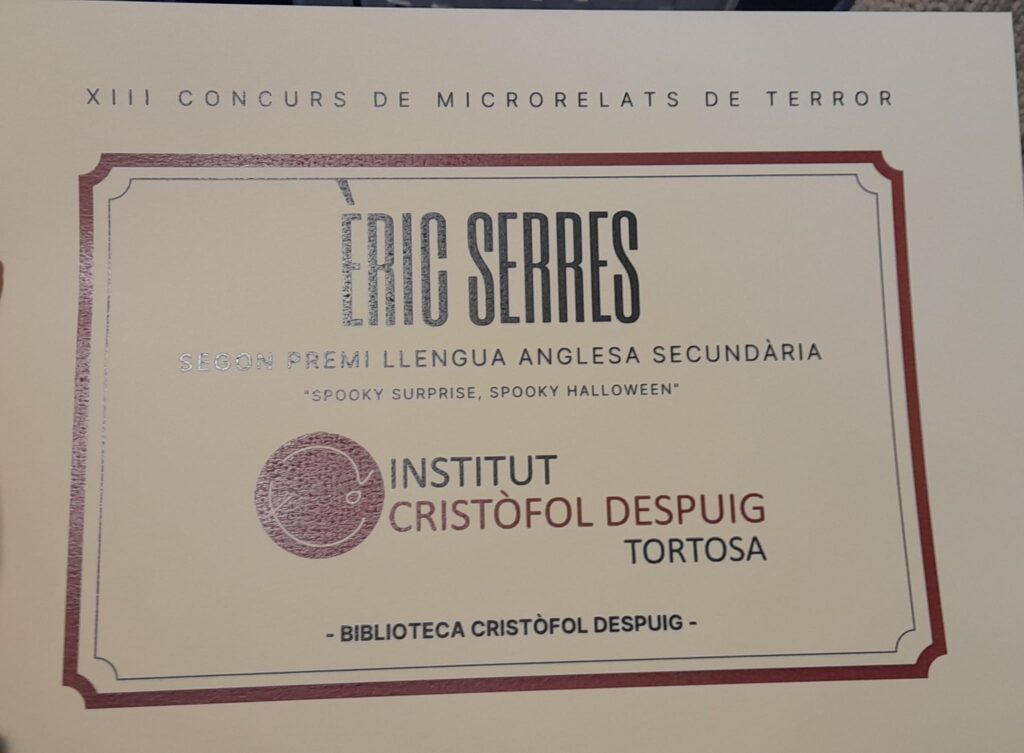 XIII CONCURS DE MICRORELATS DE TERROR
ÈRIC SERRES
SEGON PREMI LLENGUA ANGLESA SECUNDÀRIA
"SPOOKY SURPRISE, SPOOKY HALLOWEEN"
INSTITUT
CRISTÒFOL DESPUIG
TORTOSA
- BIBLIOTECA CRISTÒFOL DESPUIG -